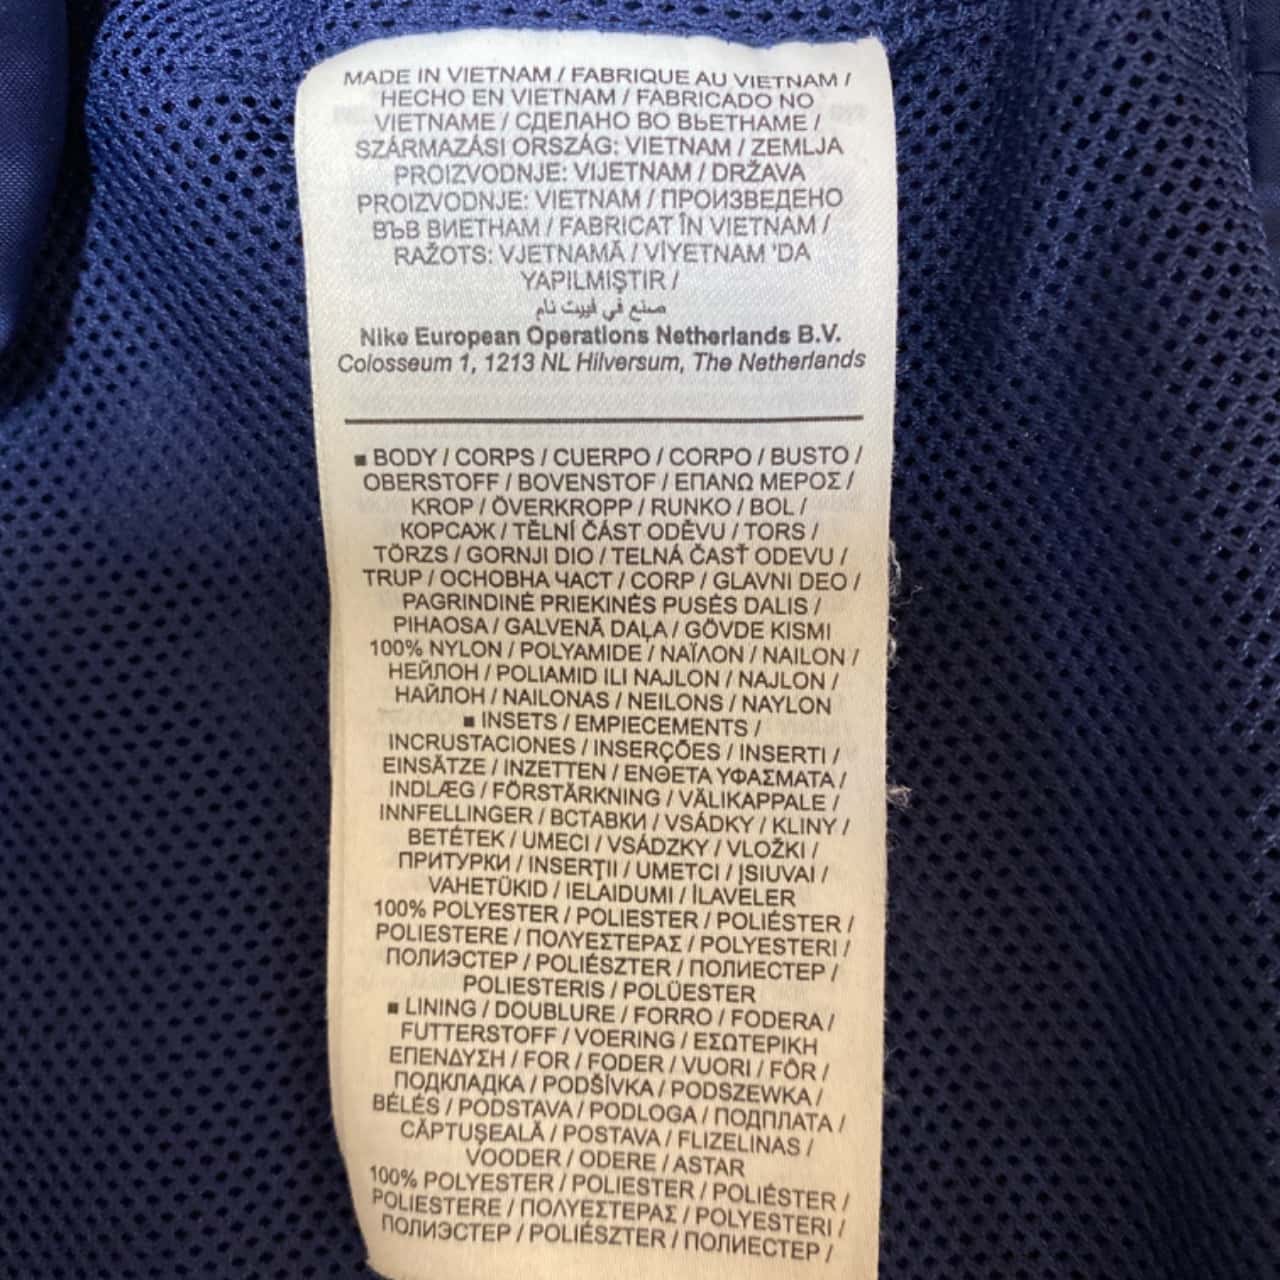 MADE IN VIETNAM / FABRIQUE AU VIETNAM /
HECHO EN VIETNAM / FABRICADO NO
VIETNAME / СДЕЛАНО ВО ВЬЕТНАМЕ /
SZÁRMAZÁSI ORSZÁG: VIETNAM / ZEMLJA
PROIZVODNJE: VIJETNAM / DRŽAVA
PROIZVODNJE: VIETNAM / ПРОИЗВЕДЕНО
ВЪВ ВИЕТНАМ / FABRICAT ÎN VIETNAM /
RAŽOTS: VJETNAMĀ / VİYETNAM 'DA
YAPILMIŞTIR /
صنع في فييت نام
Nike European Operations Netherlands B.V.
Colosseum 1, 1213 NL Hilversum, The Netherlands
■ BODY / CORPS / CUERPO / CORPO / BUSTO /
OBERSTOFF / BOVENSTOF / ΕΠΑΝΩ ΜΕΡΟΣ /
KROP / ÖVERKROPP / RUNKO / BOL /
КОРСАЖ / TĚLNÍ ČÁST ODĚVU / TORS /
TÖRZS / GORNJI DIO / TELNÁ ČASŤ ODEVU /
TRUP / ОСНОВНА ЧАСТ / CORP / GLAVNI DEO /
PAGRINDINĖ PRIEKINĖS PUSĖS DALIS /
PIHAOSA / GALVENĀ DAĻA / GÖVDE KISMI
100% NYLON / POLYAMIDE / ΝΑΪΛΟΝ / NAILON /
НЕЙЛОН / POLIAMID ILI NAJLON / NAJLON /
НАЙЛОН / NAILONAS / NEILONS / NAYLON
■ INSETS / EMPIECEMENTS /
INCRUSTACIONES / INSERÇÕES / INSERTI /
EINSÄTZE / INZETTEN / ΕΝΘΕΤΑ ΥΦΑΣΜΑΤΑ /
INDLÆG / FÖRSTÄRKNING / VÄLIKAPPALE /
INNFELLINGER / ВСТАВКИ / VSÁDKY / KLINY /
BETÉTEK / UMECI / VSÁDZKY / VLOŽKI /
ПРИТУРКИ / INSERŢII / UMETCI / ĮSIUVAI /
VAHETÜKID / IELAIDUMI / İLAVELER
100% POLYESTER / POLIESTER / POLIÉSTER /
POLIESTERE / ΠΟΛΥΕΣΤΕΡΑΣ / POLYESTERI /
ПОЛИЭСТЕР / POLIÉSZTER / ПОЛИЕСТЕР /
POLIESTERIS / POLÜESTER
■ LINING / DOUBLURE / FORRO / FODERA /
FUTTERSTOFF / VOERING / ΕΣΩΤΕΡΙΚΗ
ΕΠΕΝΔΥΣΗ / FOR / FODER / VUORI / FÔR /
ПОДКЛАДКА / PODŠÍVKA / PODSZEWKA /
BÉLÉS / PODSTAVA / PODLOGA / ПОДПЛАТА /
CĂPTUŞEALĂ / POSTAVA / FLIZELINAS /
VOODER / ODERE / ASTAR
100% POLYESTER / POLIESTER / POLIÉSTER /
POLIESTERE / ΠΟΛΥΕΣΤΕΡΑΣ / POLYESTERI /
ПОЛИЭСТЕР / POLIÉSZTER / ПОЛИЕСТЕР /